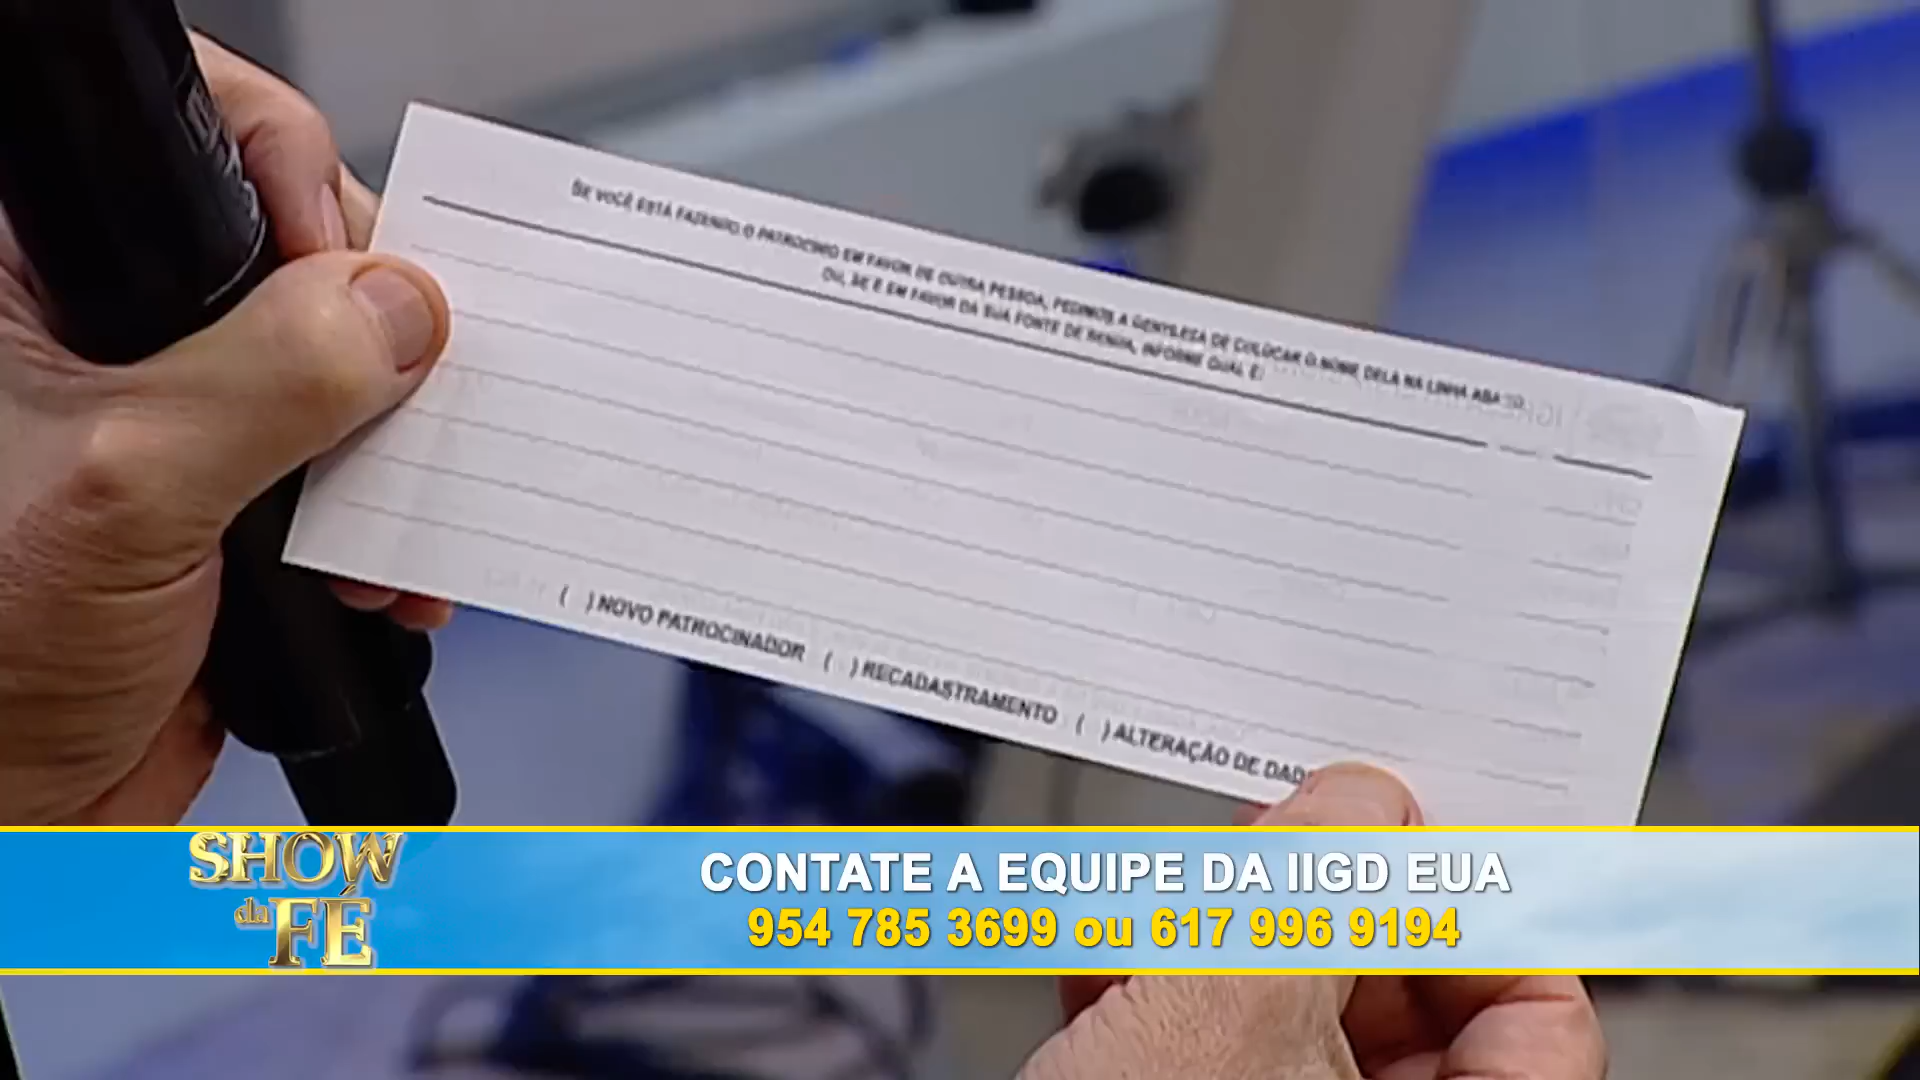 SE VOCÊ ESTÁ FAZENDO O PATROCÍNIO EM FAVOR DE OUTRA PESSOA, PEDIMOS A GENTILEZA DE COLOCAR O NOME DELA NA LINHA ABAIXO
OU, SE É EM FAVOR DA SUA FONTE DE RENDA, INFORME QUAL É:
( ) NOVO PATROCINADOR ( ) RECADASTRAMENTO ( ) ALTERAÇÃO DE DAD
SHOW
da FÉ
CONTATE A EQUIPE DA IIGD EUA
954 785 3699 ou 617 996 9194